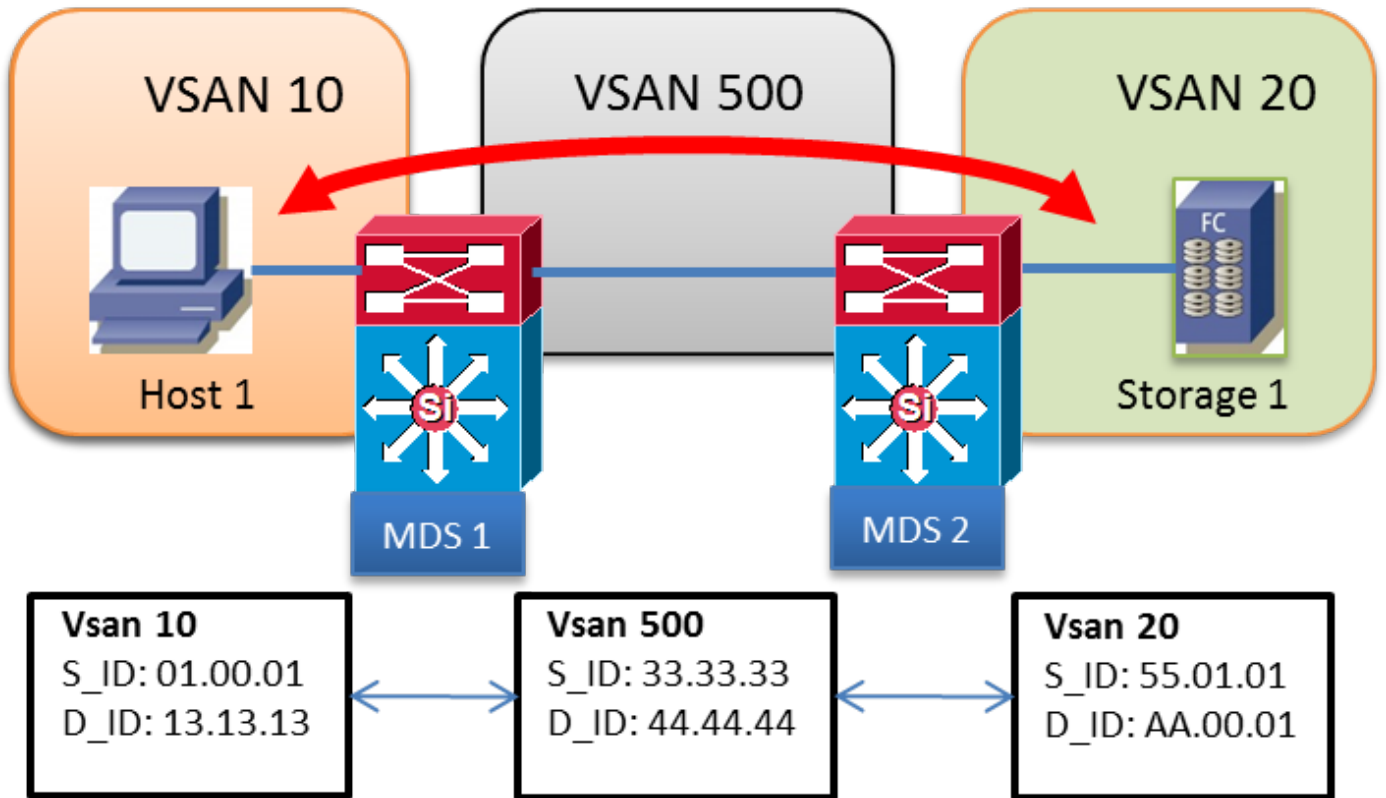 VSAN 10
VSAN 500
VSAN 20
FC
Host 1
Si
Si
Storage 1
MDS 1
MDS 2
Vsan 10
S_ID: 01.00.01
D_ID: 13.13.13
Vsan 500
S_ID: 33.33.33
D_ID: 44.44.44
Vsan 20
S_ID: 55.01.01
D_ID: AA.00.01